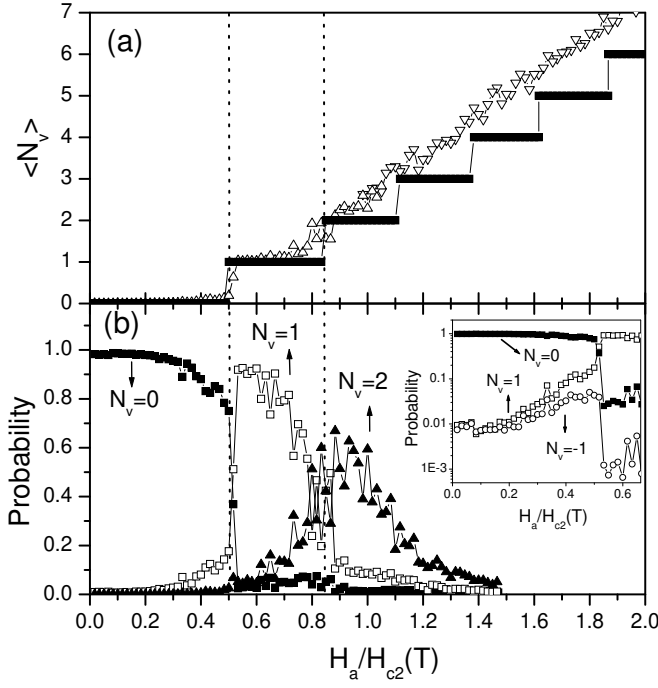 7
(a)
6
5
4
<N_v>
3
2
1
0
(b)
1.0
N_v=1
0.8
N_v=0
N_v=2
0.6
Probability
0.4
0.2
0.0
0.0 0.2 0.4 0.6 0.8 1.0 1.2 1.4 1.6 1.8 2.0
H_a/H_c2(T)
1
N_v=0
0.1
Probability
N_v=1
0.01
N_v=-1
1E-3
0.0 0.2 0.4 0.6
H_a/H_c2(T)